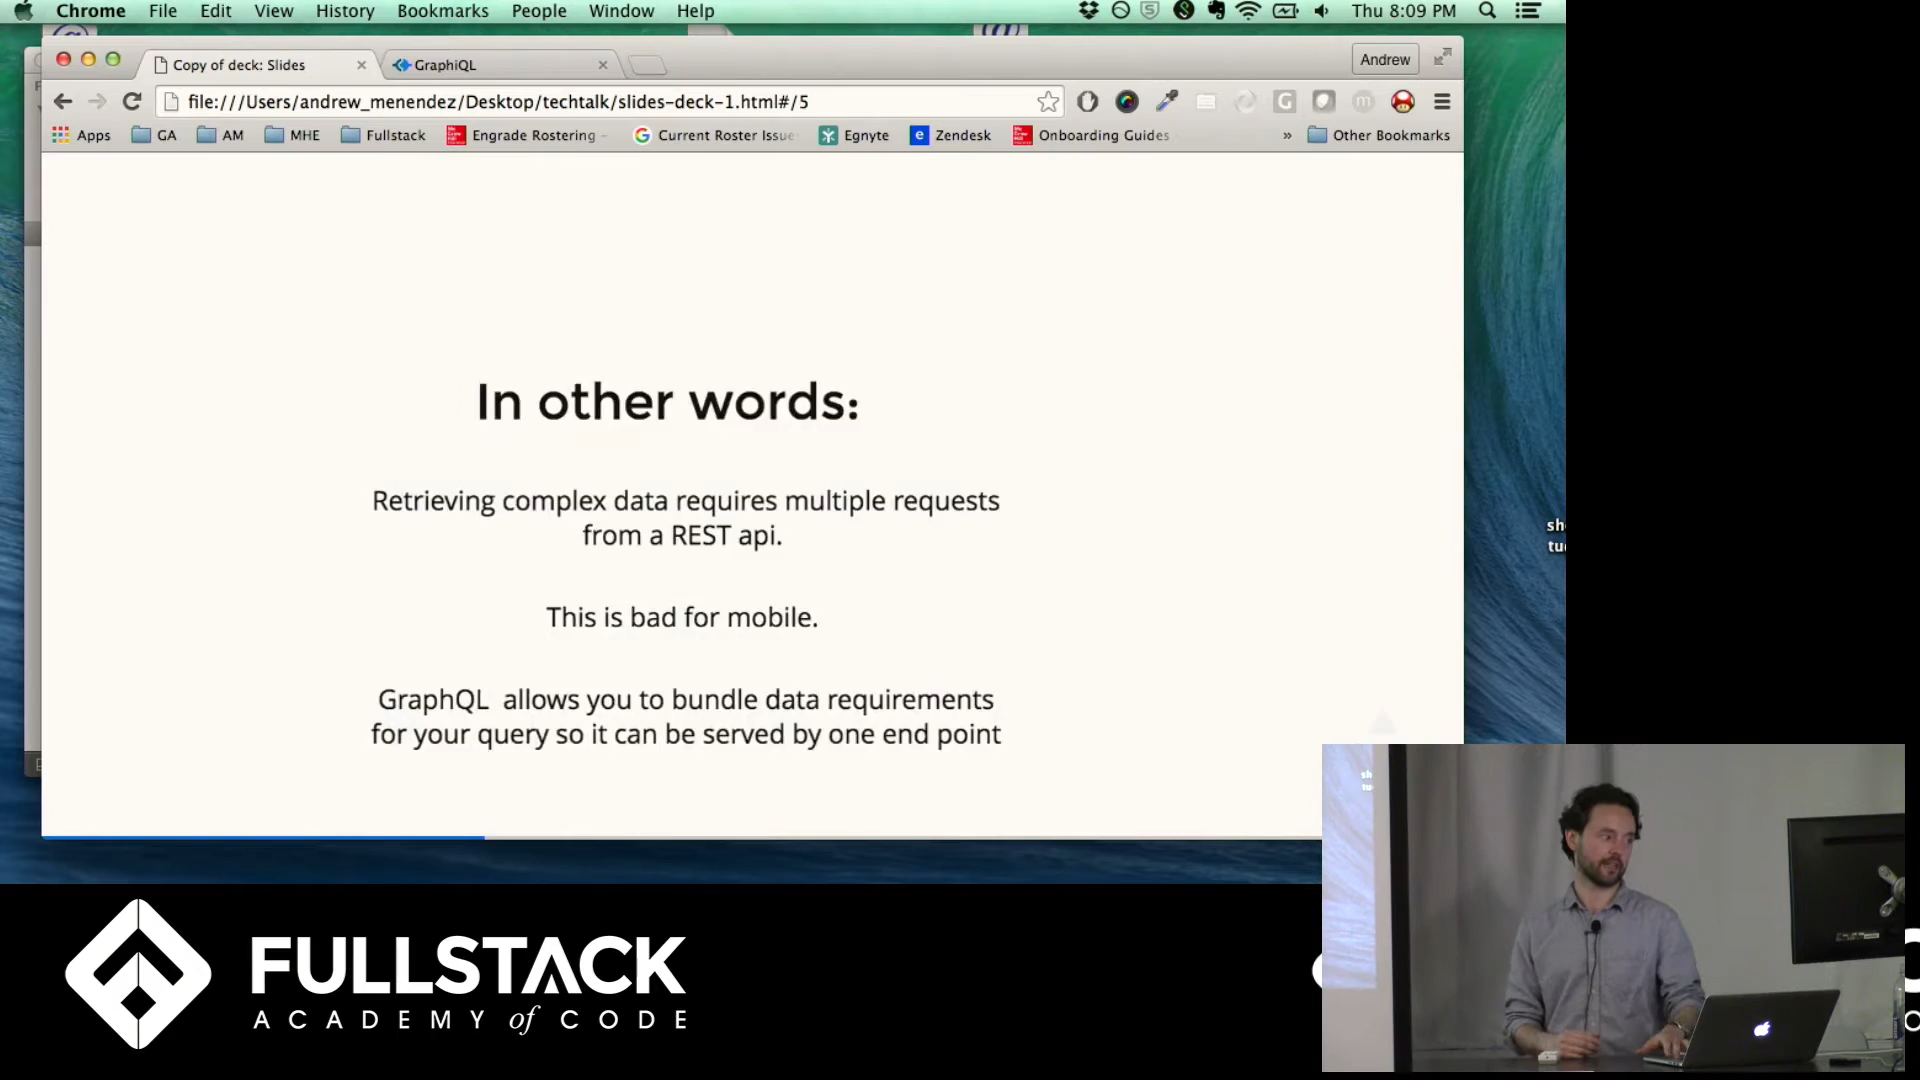 Chrome File Edit View History Bookmarks People Window Help Thu 8:09 PM
Copy of deck: Slides GraphiQL Andrew
file:///Users/andrew_menendez/Desktop/techtalk/slides-deck-1.html#/5
Apps GA AM MHE Fullstack Engrade Rostering - Current Roster Issue Egnyte Zendesk Onboarding Guides » Other Bookmarks
In other words:
Retrieving complex data requires multiple requests
from a REST api.
This is bad for mobile.
GraphQL allows you to bundle data requirements
for your query so it can be served by one end point
sh
tu
FULLSTACK
ACADEMY of CODE